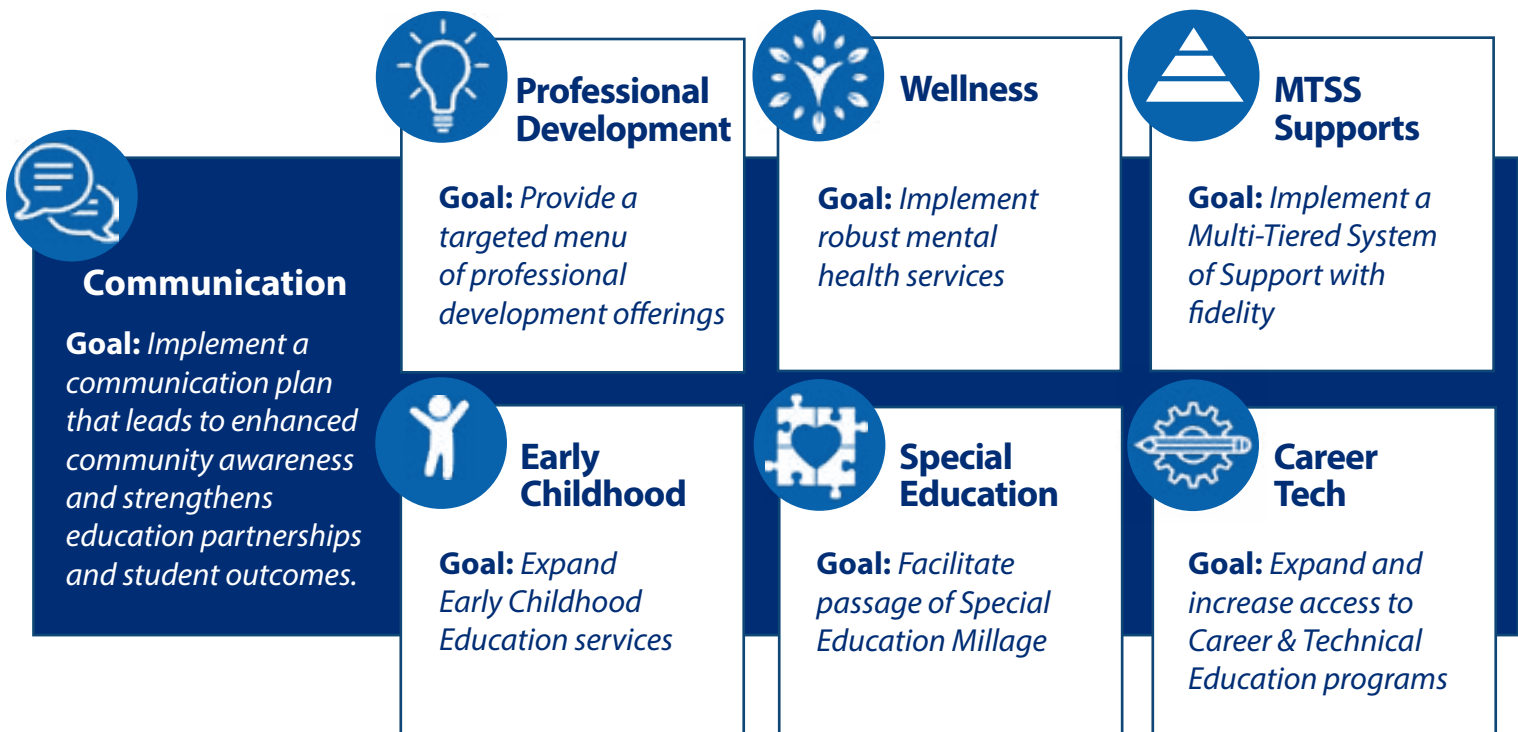 Communication
Goal: Implement a
communication plan
that leads to enhanced
community awareness
and strengthens
education partnerships
and student outcomes.
Professional
Development
Goal: Provide a
targeted menu
of professional
development offerings
Wellness
Goal: Implement
robust mental
health services
MTSS
Supports
Goal: Implement a
Multi-Tiered System
of Support with
fidelity
Early
Childhood
Goal: Expand
Early Childhood
Education services
Special
Education
Goal: Facilitate
passage of Special
Education Millage
Career
Tech
Goal: Expand and
increase access to
Career & Technical
Education programs